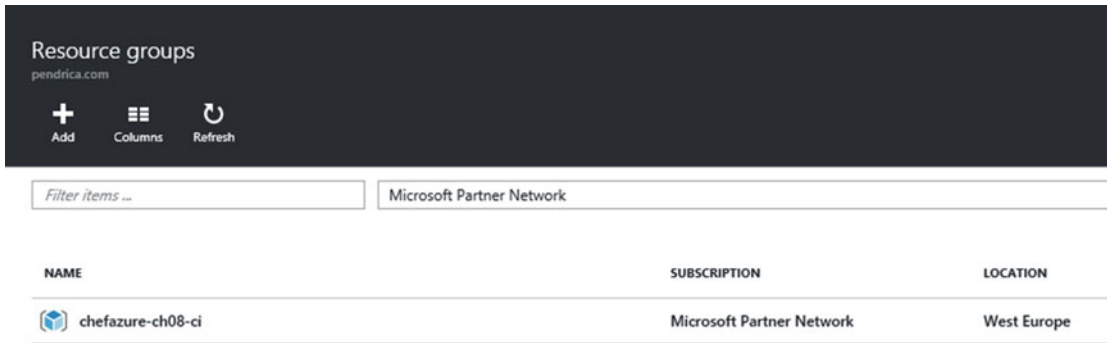 Resource groups
pendrica.com
Add Columns Refresh
Filter items ... Microsoft Partner Network
NAME SUBSCRIPTION LOCATION
chefazure-ch08-ci Microsoft Partner Network West Europe